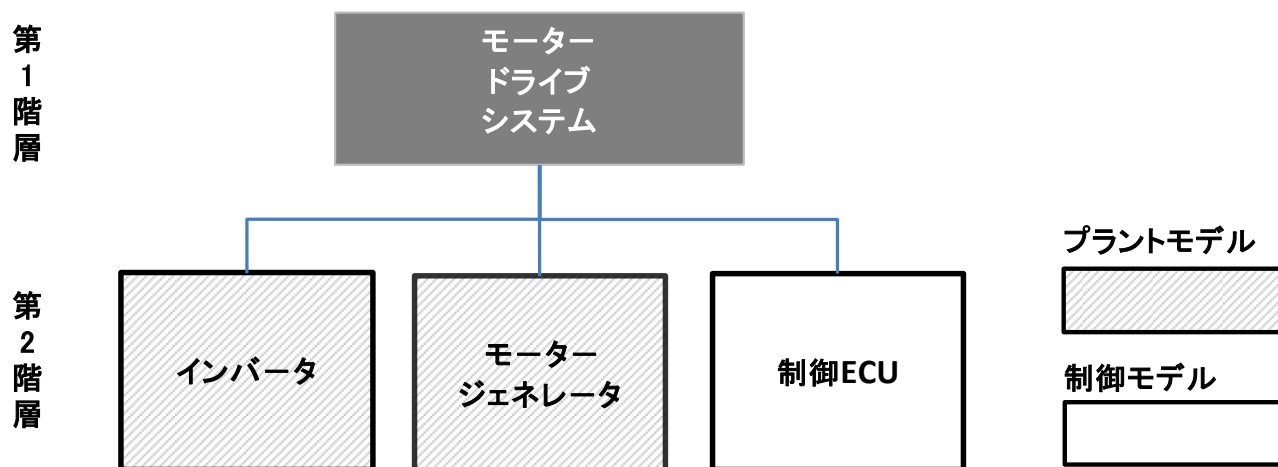 第1階層
モーター
ドライブ
システム
第2階層
インバータ
モーター
ジェネレータ
制御ECU
プラントモデル
制御モデル